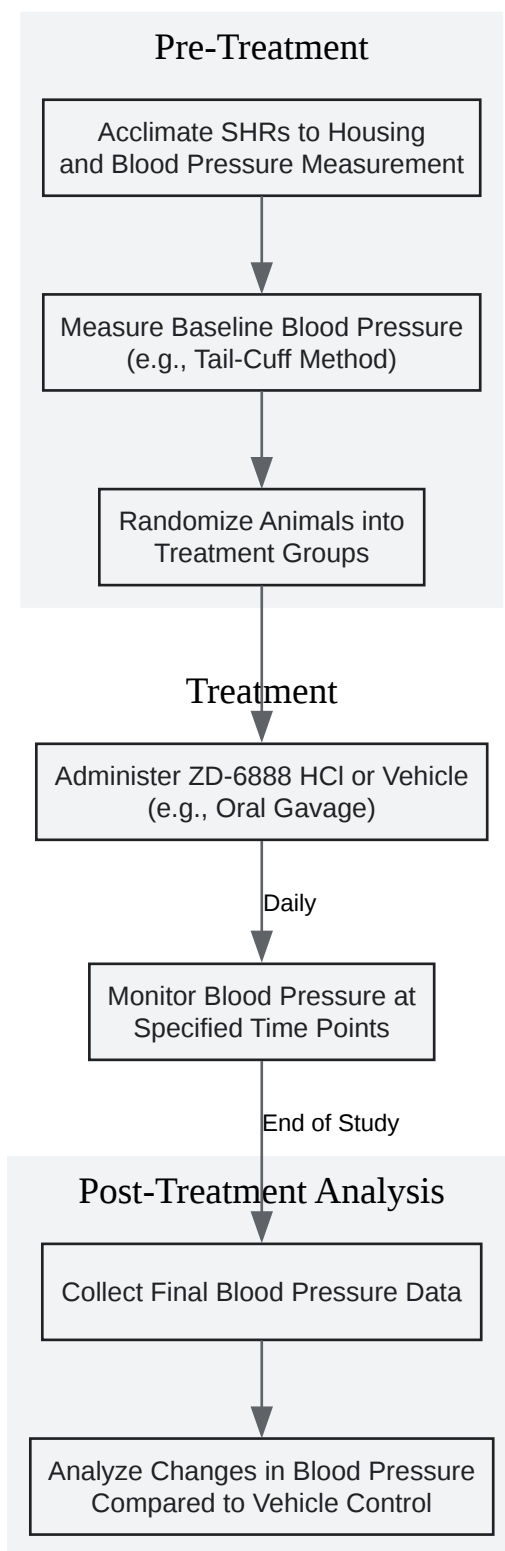 Pre-Treatment
Acclimate SHRs to Housing
and Blood Pressure Measurement
Measure Baseline Blood Pressure
(e.g., Tail-Cuff Method)
Randomize Animals into
Treatment Groups
Treatment
Administer ZD-6888 HCl or Vehicle
(e.g., Oral Gavage)
Daily
Monitor Blood Pressure at
Specified Time Points
End of Study
Post-Treatment Analysis
Collect Final Blood Pressure Data
Analyze Changes in Blood Pressure
Compared to Vehicle Control